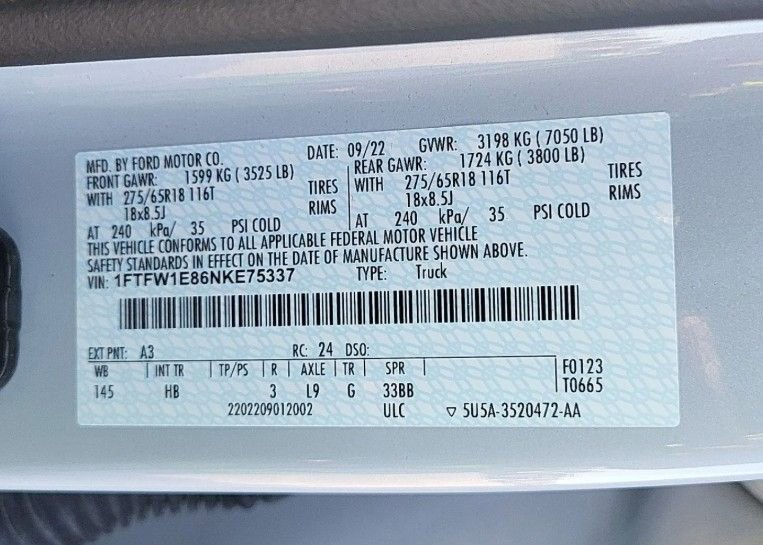 MFD. BY FORD MOTOR CO. DATE: 09/22 GVWR: 3198 KG ( 7050 LB)
FRONT GAWR: 1599 KG ( 3525 LB) REAR GAWR: 1724 KG ( 3800 LB)
WITH 275/65R18 116T TIRES WITH 275/65R18 116T TIRES
18x8.5J RIMS 18x8.5J RIMS
AT 240 kPa/ 35 PSI COLD AT 240 kPa/ 35 PSI COLD
THIS VEHICLE CONFORMS TO ALL APPLICABLE FEDERAL MOTOR VEHICLE
SAFETY STANDARDS IN EFFECT ON THE DATE OF MANUFACTURE SHOWN ABOVE.
VIN: 1FTFW1E86NKE75337 TYPE: Truck
EXT PNT: A3 RC: 24 DSO:
WB INT TR TP/PS R AXLE TR SPR F0123
145 HB 3 L9 G 33BB T0665
2202209012002 ULC ▽ 5U5A-3520472-AA